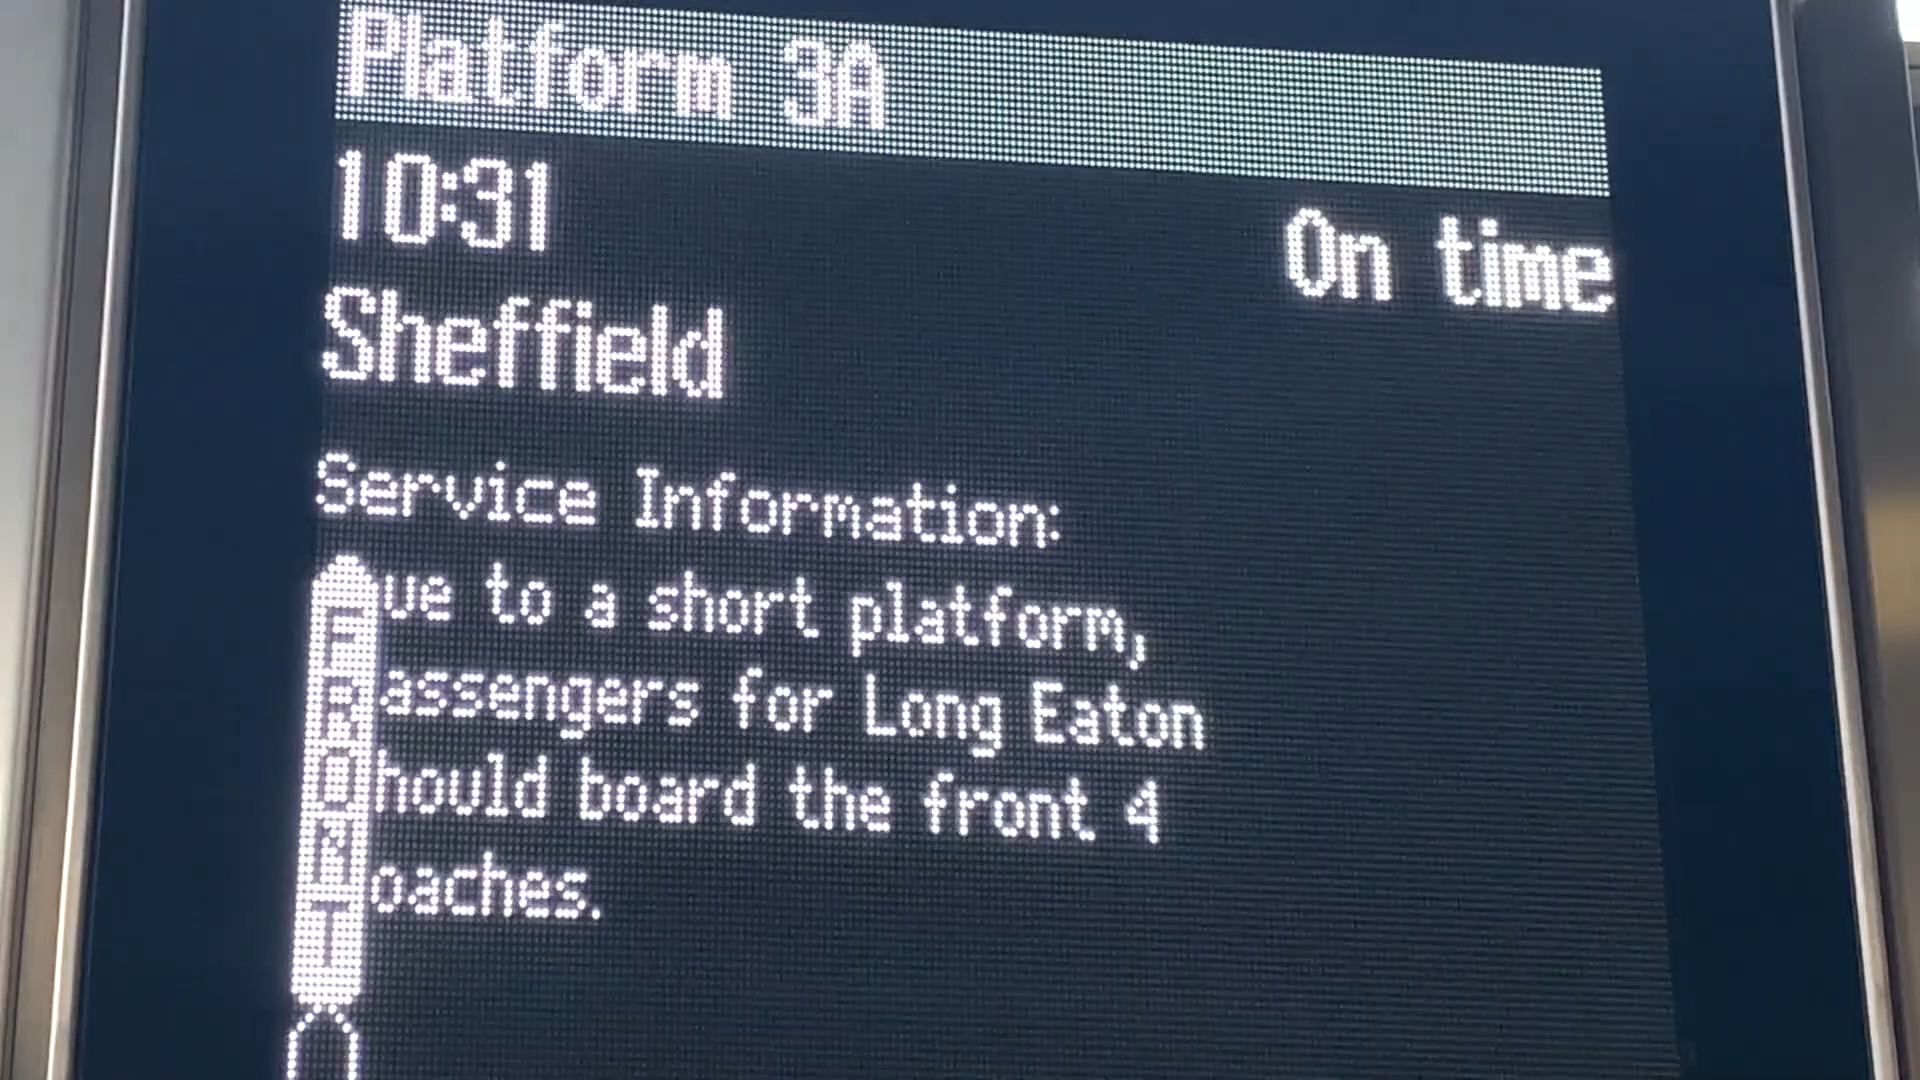 Platform 3A
10:31
On time
Sheffield
Service Information:
ue to a short platform,
assengers for Long Eaton
hould board the front 4
oaches.
FRONT